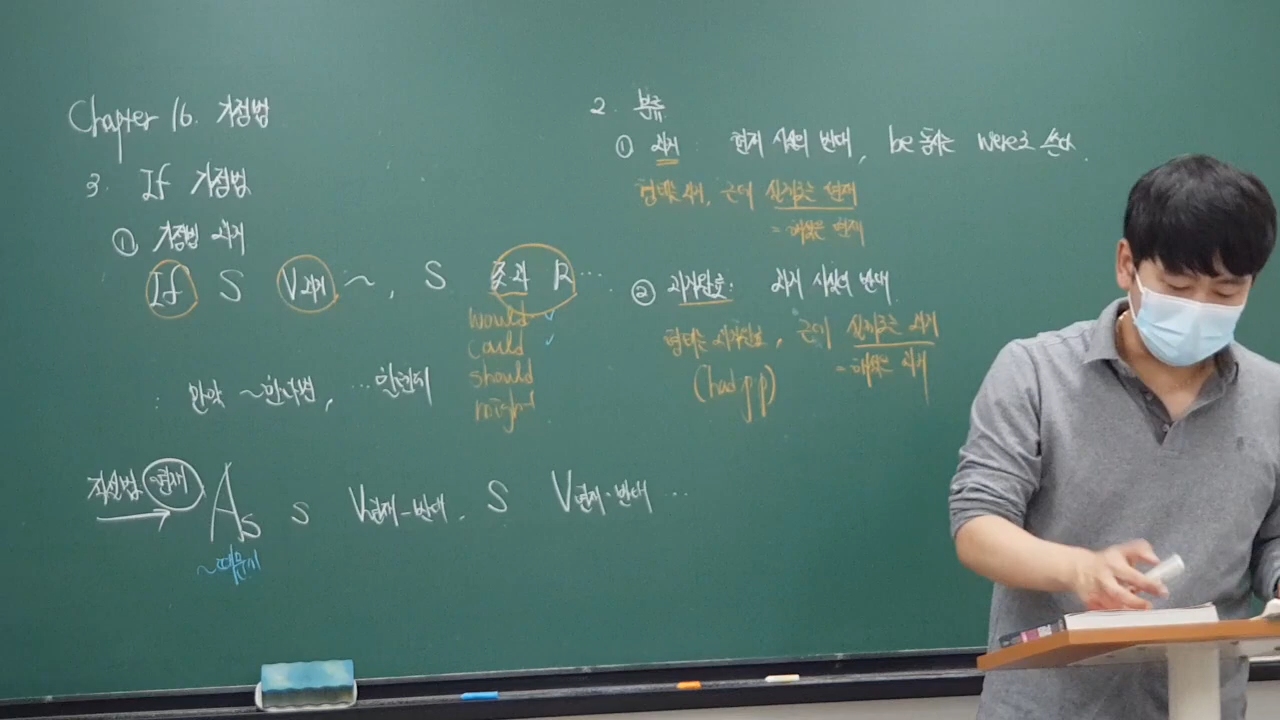 Chapter 16. 가정법
3. If 가정법
① 가정법 과거
If S V과거 ~, S 조과 R ...
would
could
should
might
: 만약 ~한다면, ...할텐데
직설법 현재 As S V현재-반대, S V현재-반대 ...
~때문에
2. 분류
① 과거 : 현재 사실의 반대, be동사는 were로 쓴다.
형태는 과거, 근데 실제로는 현재
= 해석은 현재
② 과거완료: 과거 사실의 반대
형태는 과거완료, 근데 실제로는 과거
(had p.p) = 해석은 과거